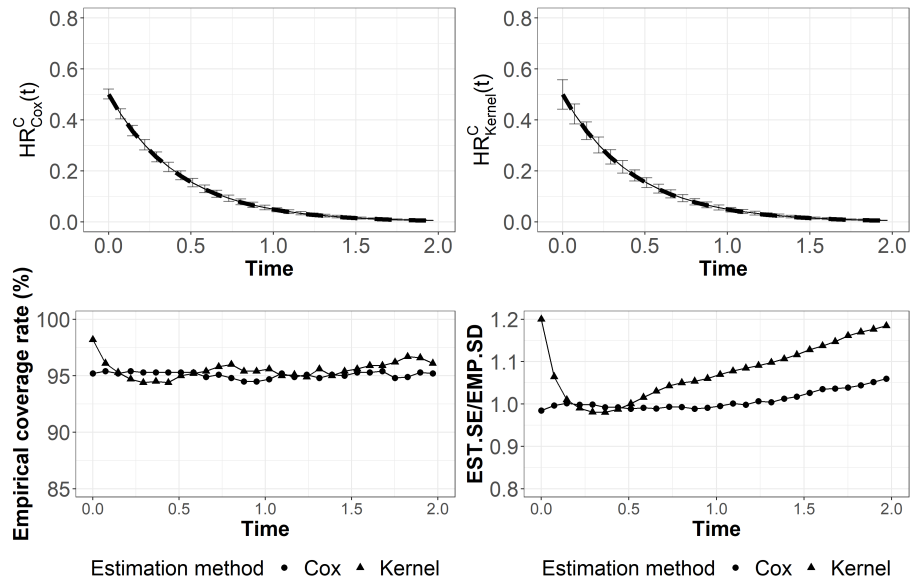 HR^C_Cox(t)
0.8
0.6
0.4
0.2
0.0
0.0 0.5 1.0 1.5 2.0
Time
HR^C_Kernel(t)
0.8
0.6
0.4
0.2
0.0
0.0 0.5 1.0 1.5 2.0
Time
Empirical coverage rate (%)
100
95
90
85
0.0 0.5 1.0 1.5 2.0
Time
EST.SE/EMP.SD
1.2
1.1
1.0
0.9
0.8
0.0 0.5 1.0 1.5 2.0
Time
Estimation method Cox Kernel
Estimation method Cox Kernel